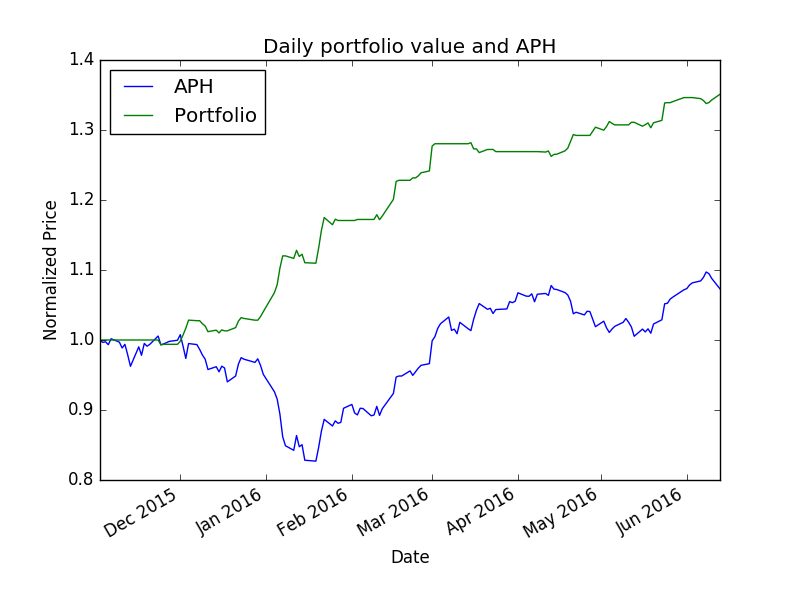 Daily portfolio value and APH
APH
Portfolio
1.4
1.3
1.2
1.1
1.0
0.9
0.8
Normalized Price
Dec 2015
Jan 2016
Feb 2016
Mar 2016
Apr 2016
May 2016
Jun 2016
Date